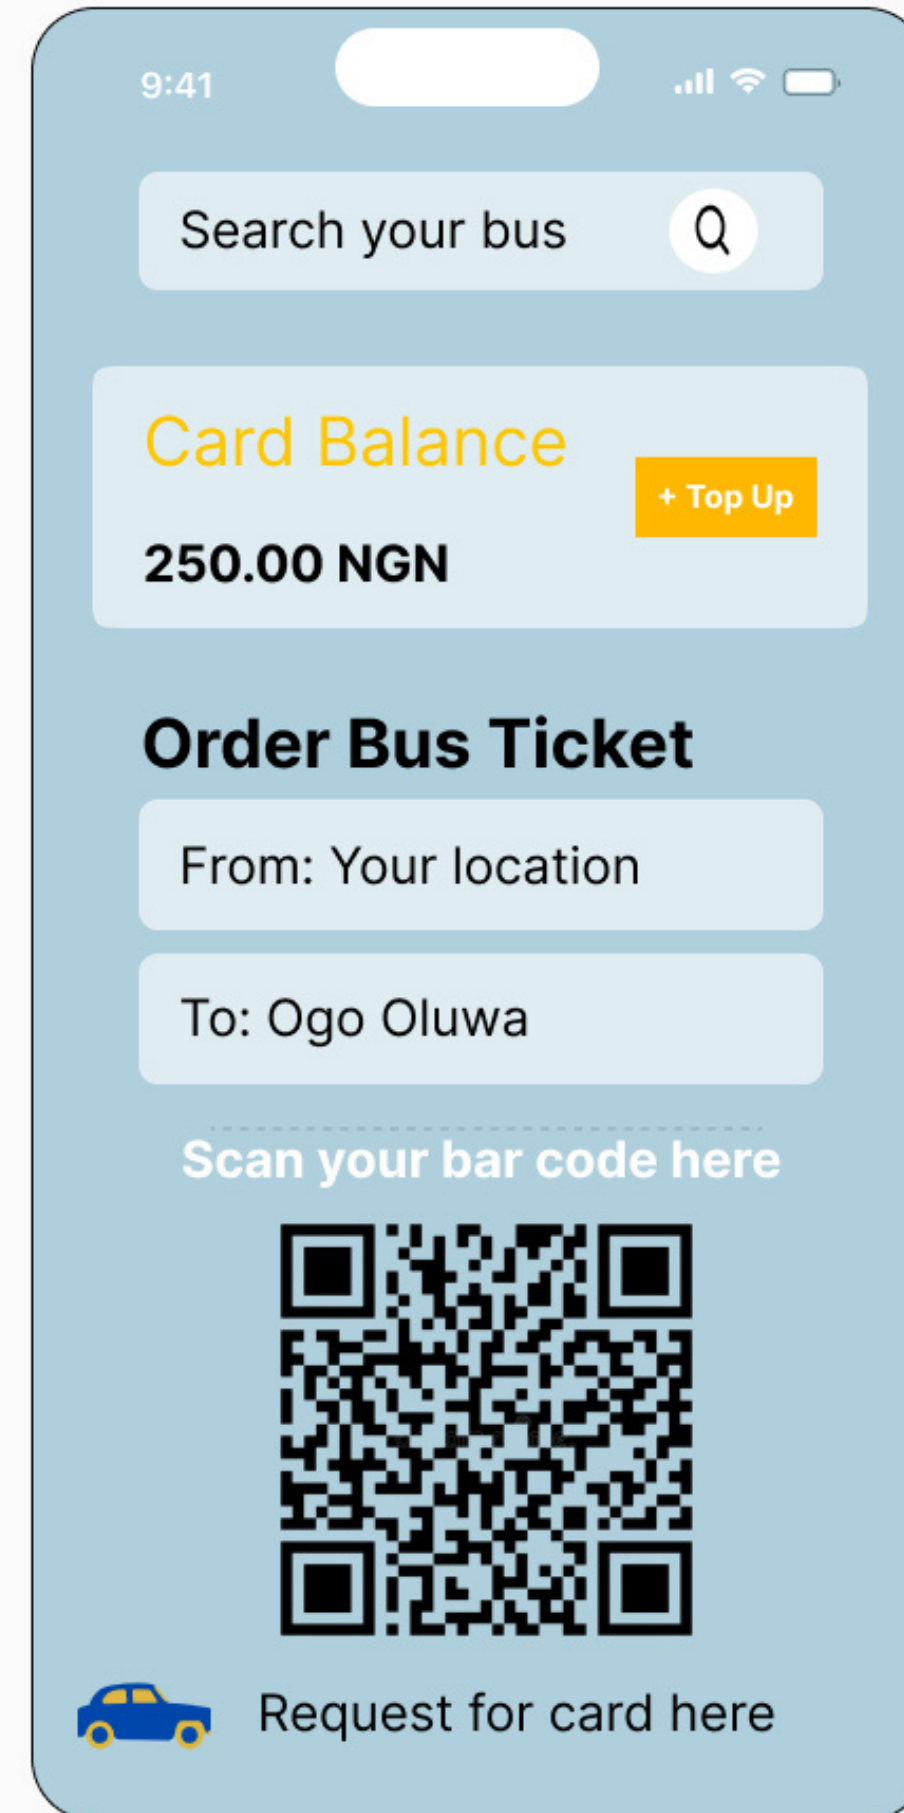 9:41
Search your bus
Card Balance
+ Top Up
250.00 NGN
Order Bus Ticket
From: Your location
To: Ogo Oluwa
Scan your bar code here
Request for card here